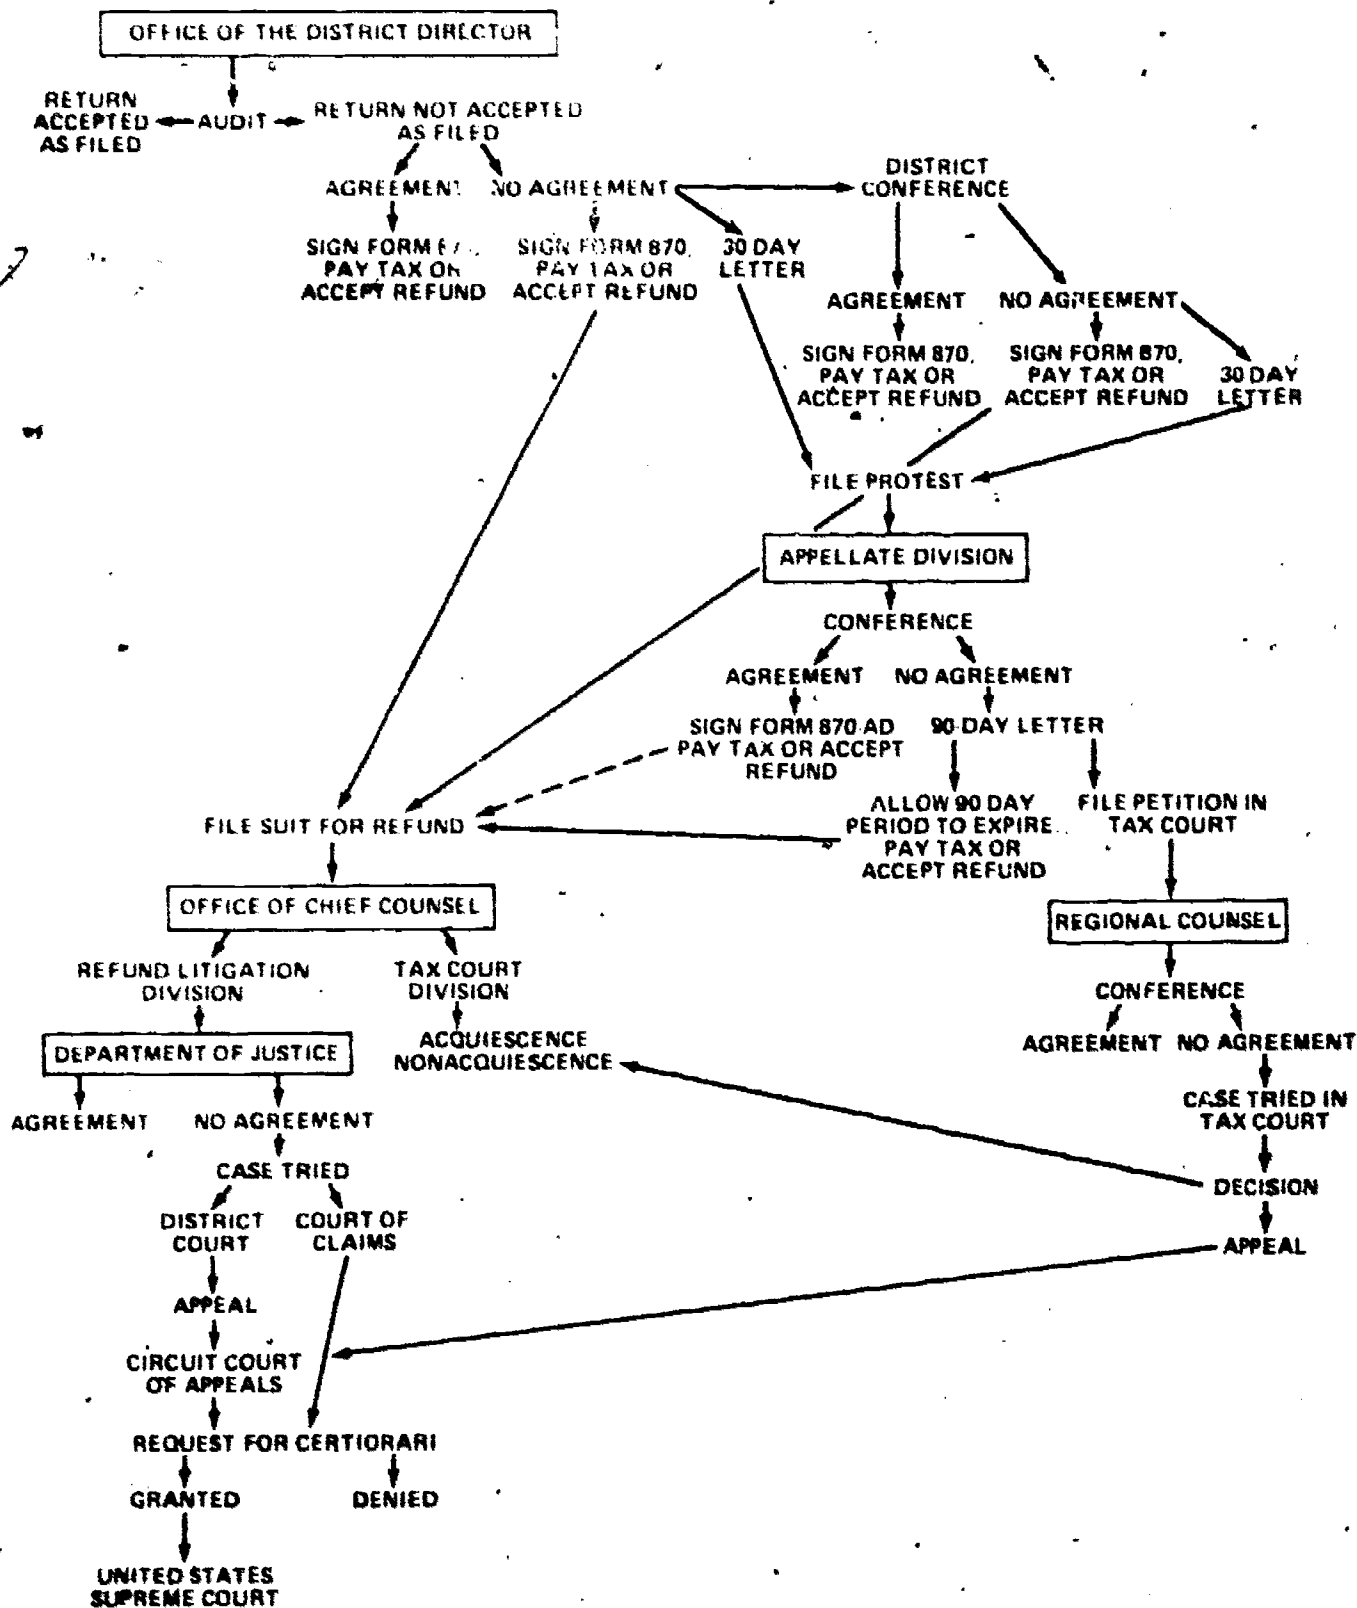 OFFICE OF THE DISTRICT DIRECTOR
RETURN
ACCEPTED
AS FILED
AUDIT
RETURN NOT ACCEPTED
AS FILED
AGREEMENT
NO AGREEMENT
DISTRICT
CONFERENCE
SIGN FORM
PAY TAX OR
ACCEPT REFUND
SIGN FORM 870,
PAY TAX OR
ACCEPT REFUND
30 DAY
LETTER
AGREEMENT
NO AGREEMENT
SIGN FORM 870,
PAY TAX OR
ACCEPT REFUND
SIGN FORM 870,
PAY TAX OR
ACCEPT REFUND
30 DAY
LETTER
FILE PROTEST
APPELLATE DIVISION
CONFERENCE
AGREEMENT
NO AGREEMENT
SIGN FORM 870-AD
PAY TAX OR ACCEPT
REFUND
90-DAY LETTER
ALLOW 90 DAY
PERIOD TO EXPIRE
PAY TAX OR
ACCEPT REFUND
FILE PETITION IN
TAX COURT
FILE SUIT FOR REFUND
OFFICE OF CHIEF COUNSEL
REGIONAL COUNSEL
REFUND LITIGATION
DIVISION
TAX COURT
DIVISION
CONFERENCE
DEPARTMENT OF JUSTICE
ACQUIESCENCE
NONACQUIESCENCE
AGREEMENT
NO AGREEMENT
AGREEMENT
NO AGREEMENT
CASE TRIED IN
TAX COURT
CASE TRIED
DECISION
DISTRICT
COURT
COURT OF
CLAIMS
APPEAL
APPEAL
CIRCUIT COURT
OF APPEALS
REQUEST FOR CERTIORARI
GRANTED
DENIED
UNITED STATES
SUPREME COURT